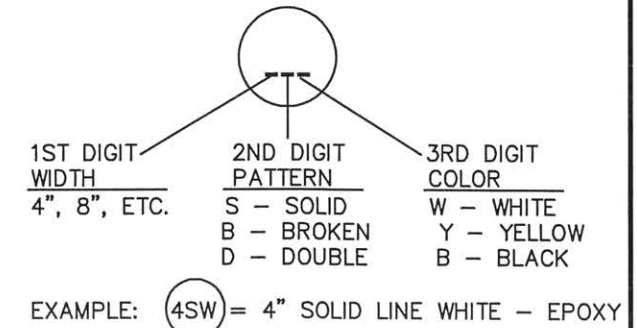 1ST DIGIT 2ND DIGIT 3RD DIGIT
WIDTH PATTERN COLOR
4", 8", ETC. S – SOLID W – WHITE
B – BROKEN Y – YELLOW
D – DOUBLE B – BLACK
EXAMPLE: 4SW = 4" SOLID LINE WHITE – EPOXY